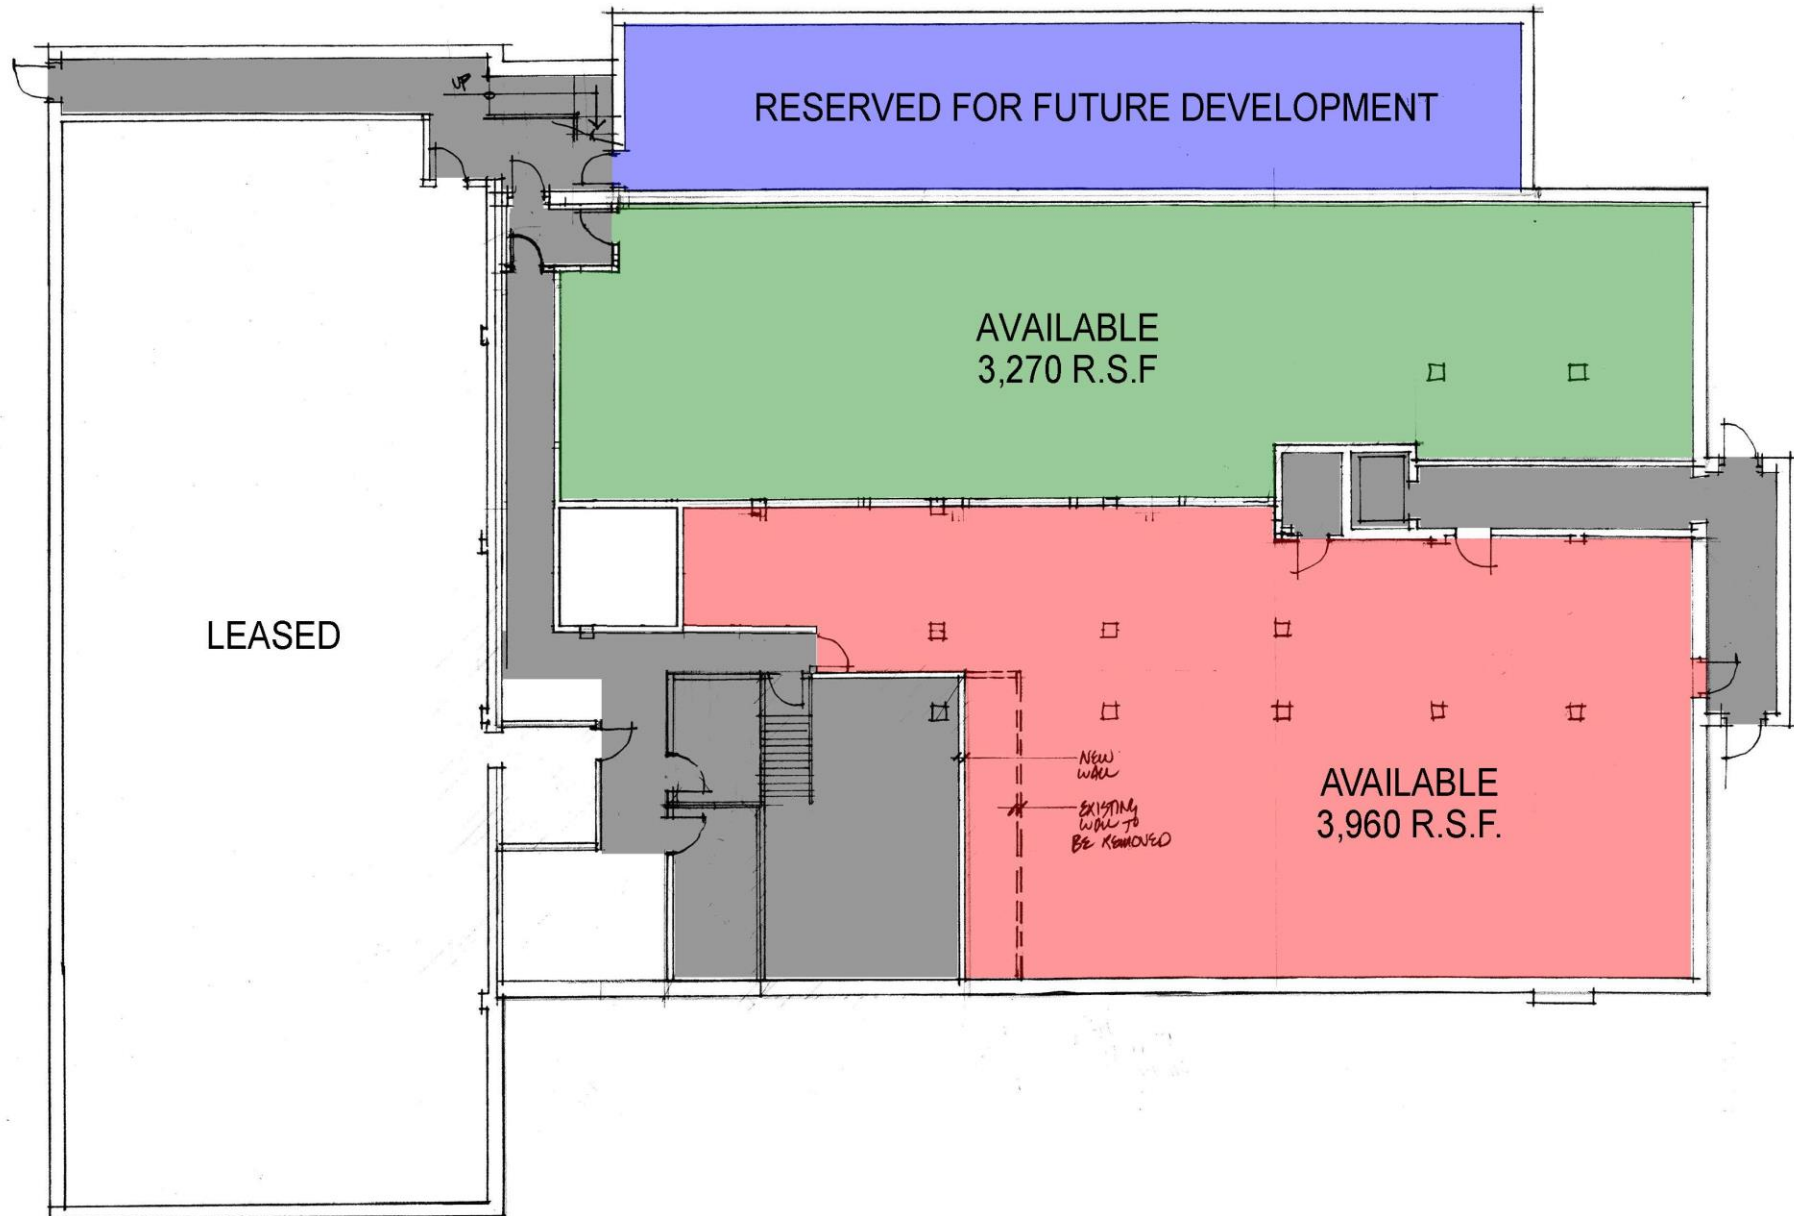 UP
RESERVED FOR FUTURE DEVELOPMENT
AVAILABLE
3,270 R.S.F
LEASED
NEW
WALL
EXISTING
WALL TO
BE REMOVED
AVAILABLE
3,960 R.S.F.